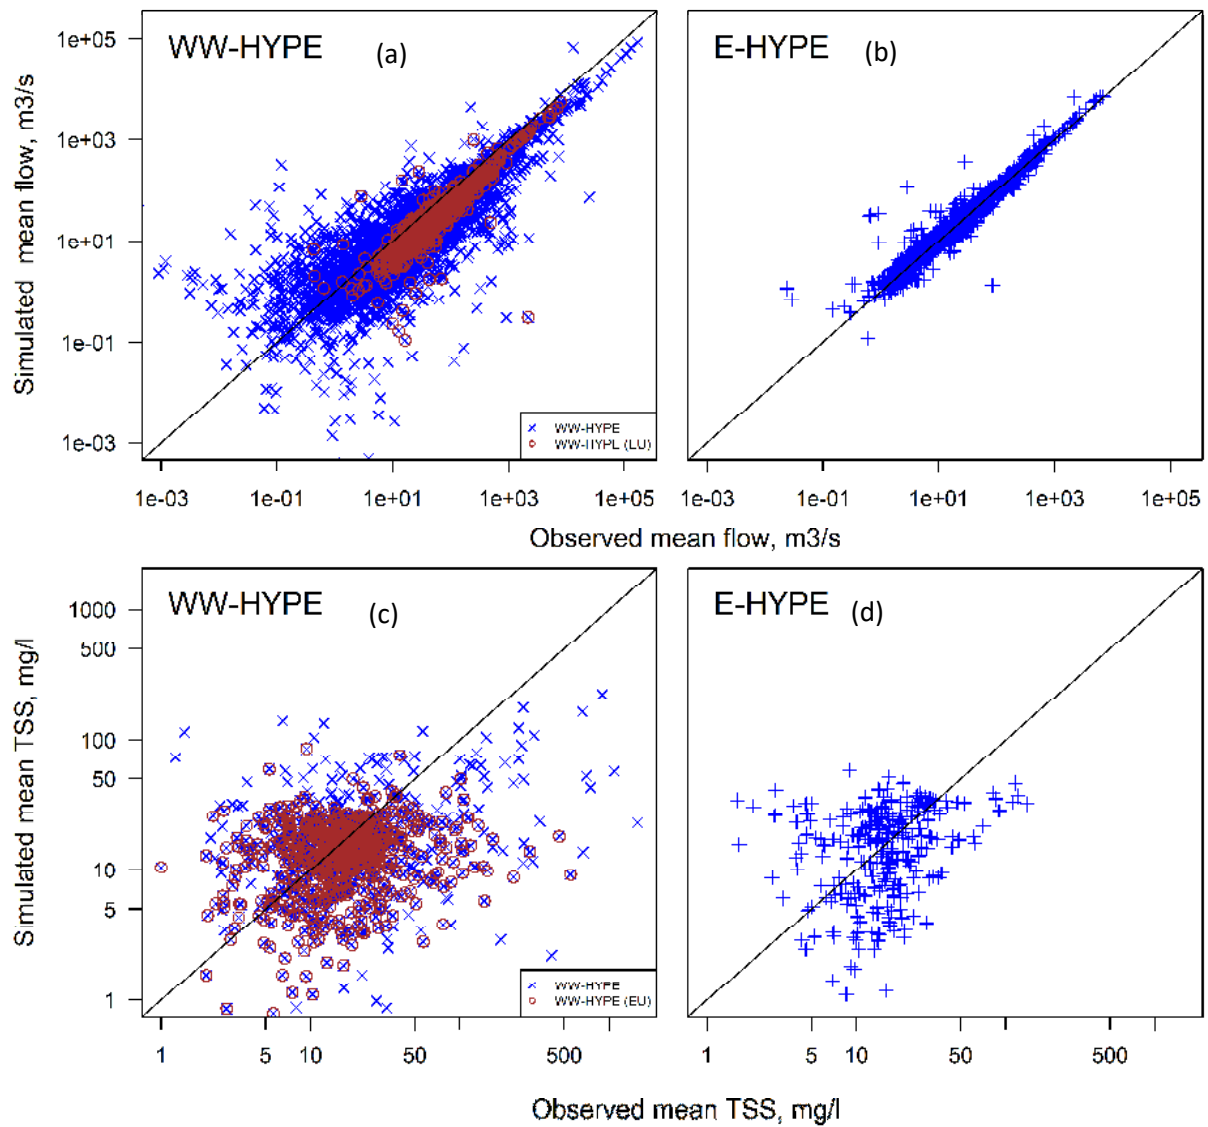 WW-HYPE (a)
E-HYPE (b)
Simulated mean flow, m3/s
1e+05
1e+03
1e+01
1e-01
1e-03
WW-HYPE
WW-HYPE (EU)
1e-03 1e-01 1e+01 1e+03 1e+05
1e-03 1e-01 1e+01 1e+03 1e+05
Observed mean flow, m3/s
WW-HYPE (c)
E-HYPE (d)
Simulated mean TSS, mg/l
1000
500
100
50
10
5
1
WW-HYPE
WW-HYPE (EU)
1 5 10 50 500
1 5 10 50 500
Observed mean TSS, mg/l